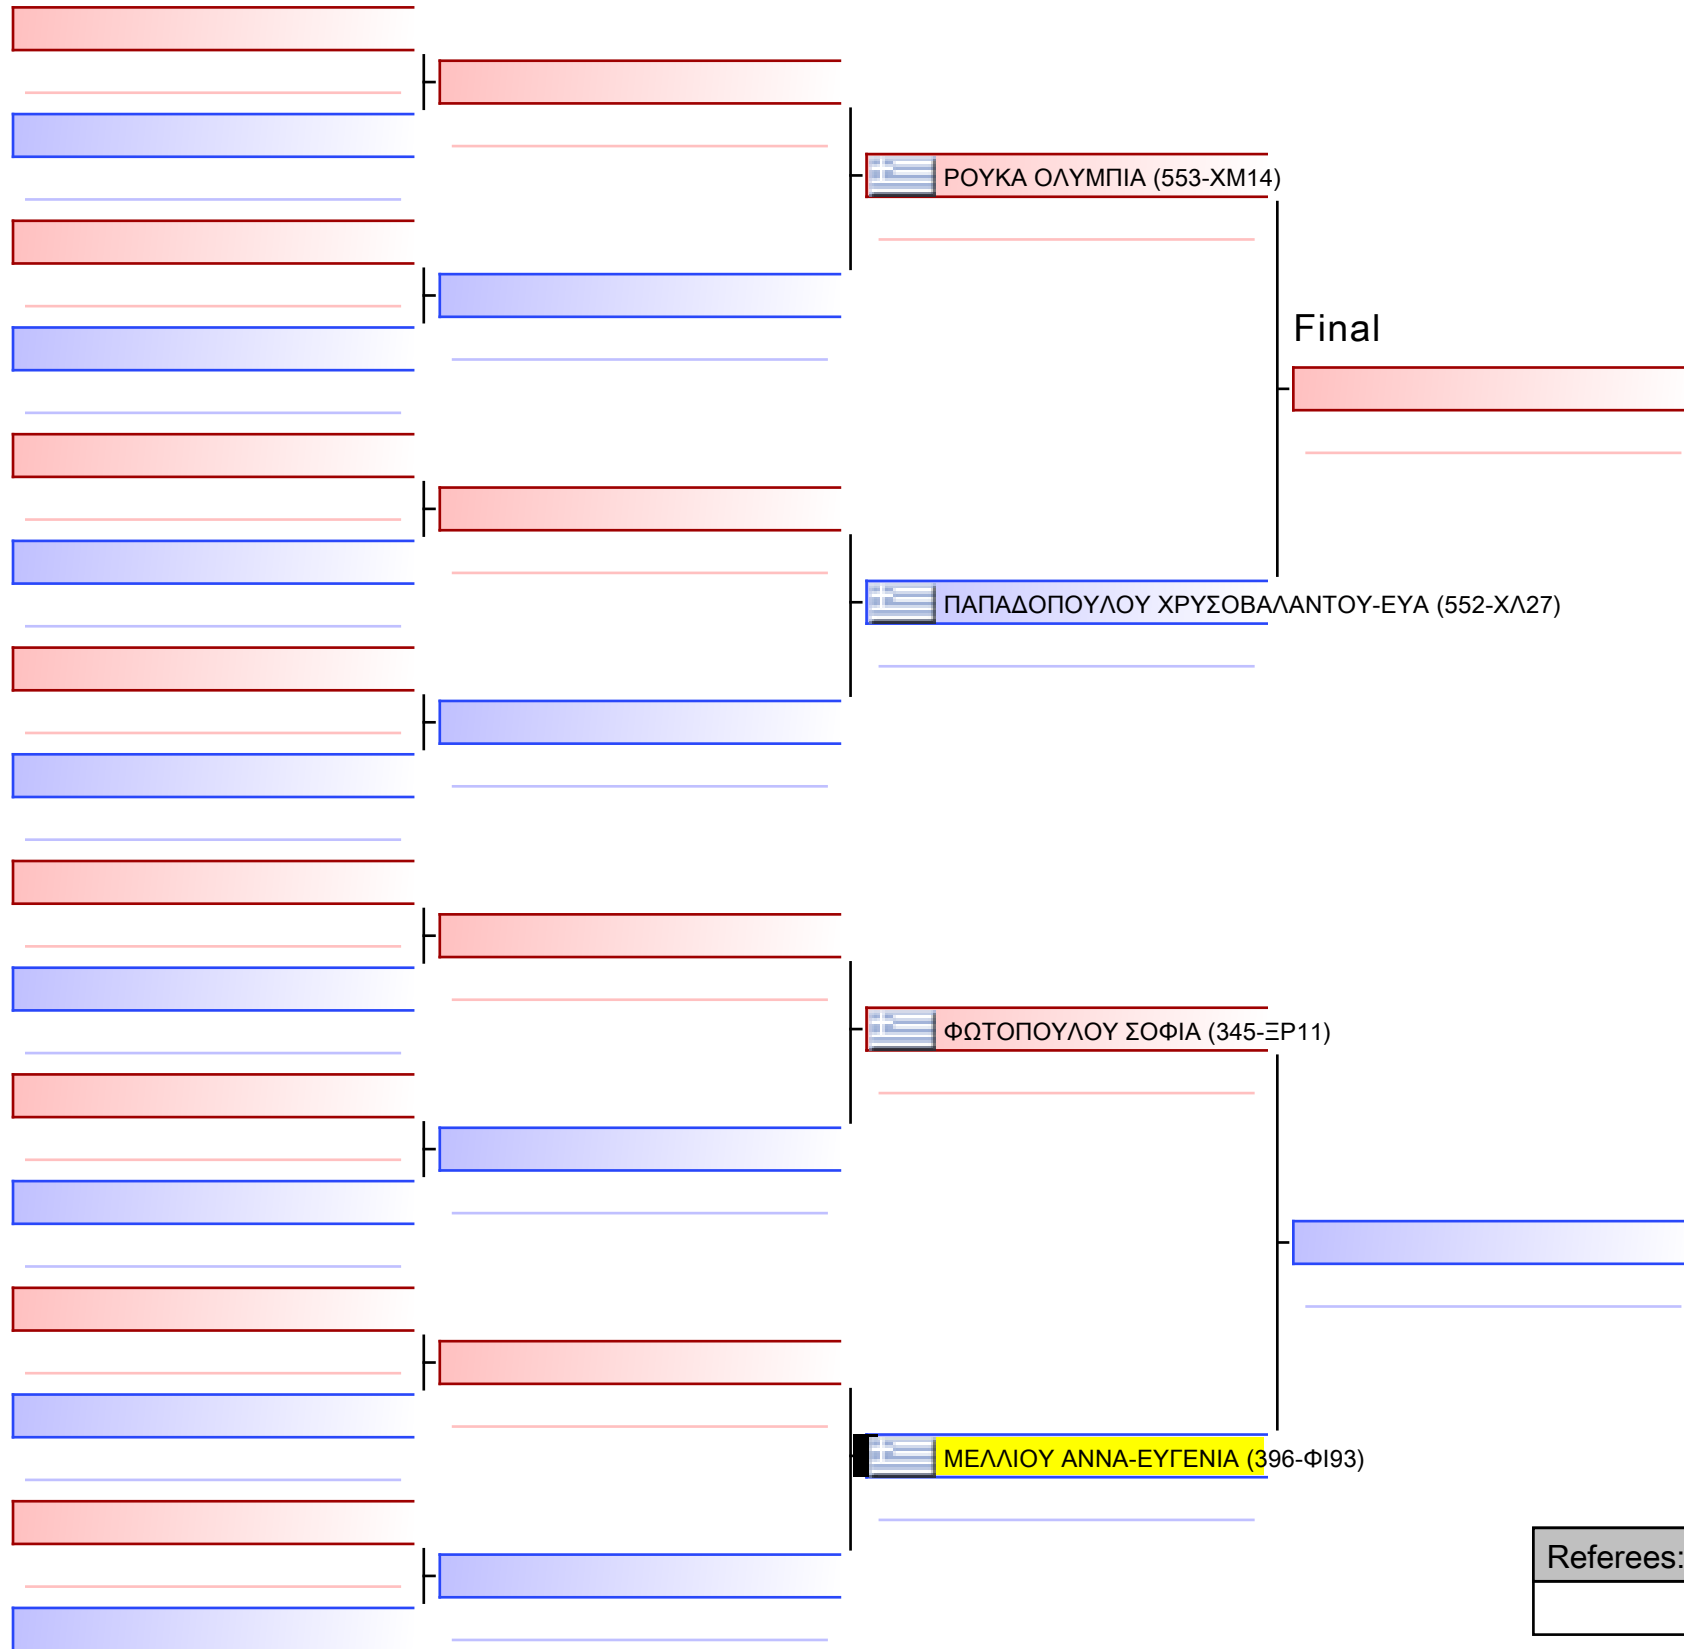 ΡΟΥΚΑ ΟΛΥΜΠΙΑ (553-ΧΜ14)
Final
ΠΑΠΑΔΟΠΟΥΛΟΥ ΧΡΥΣΟΒΑΛΑΝΤΟΥ-ΕΥΑ (552-ΧΛ27)
ΦΩΤΟΠΟΥΛΟΥ ΣΟΦΙΑ (345-ΞΡ11)
ΜΕΛΛΙΟΥ ΑΝΝΑ-ΕΥΓΕΝΙΑ (396-ΦΙ93)
Referees: